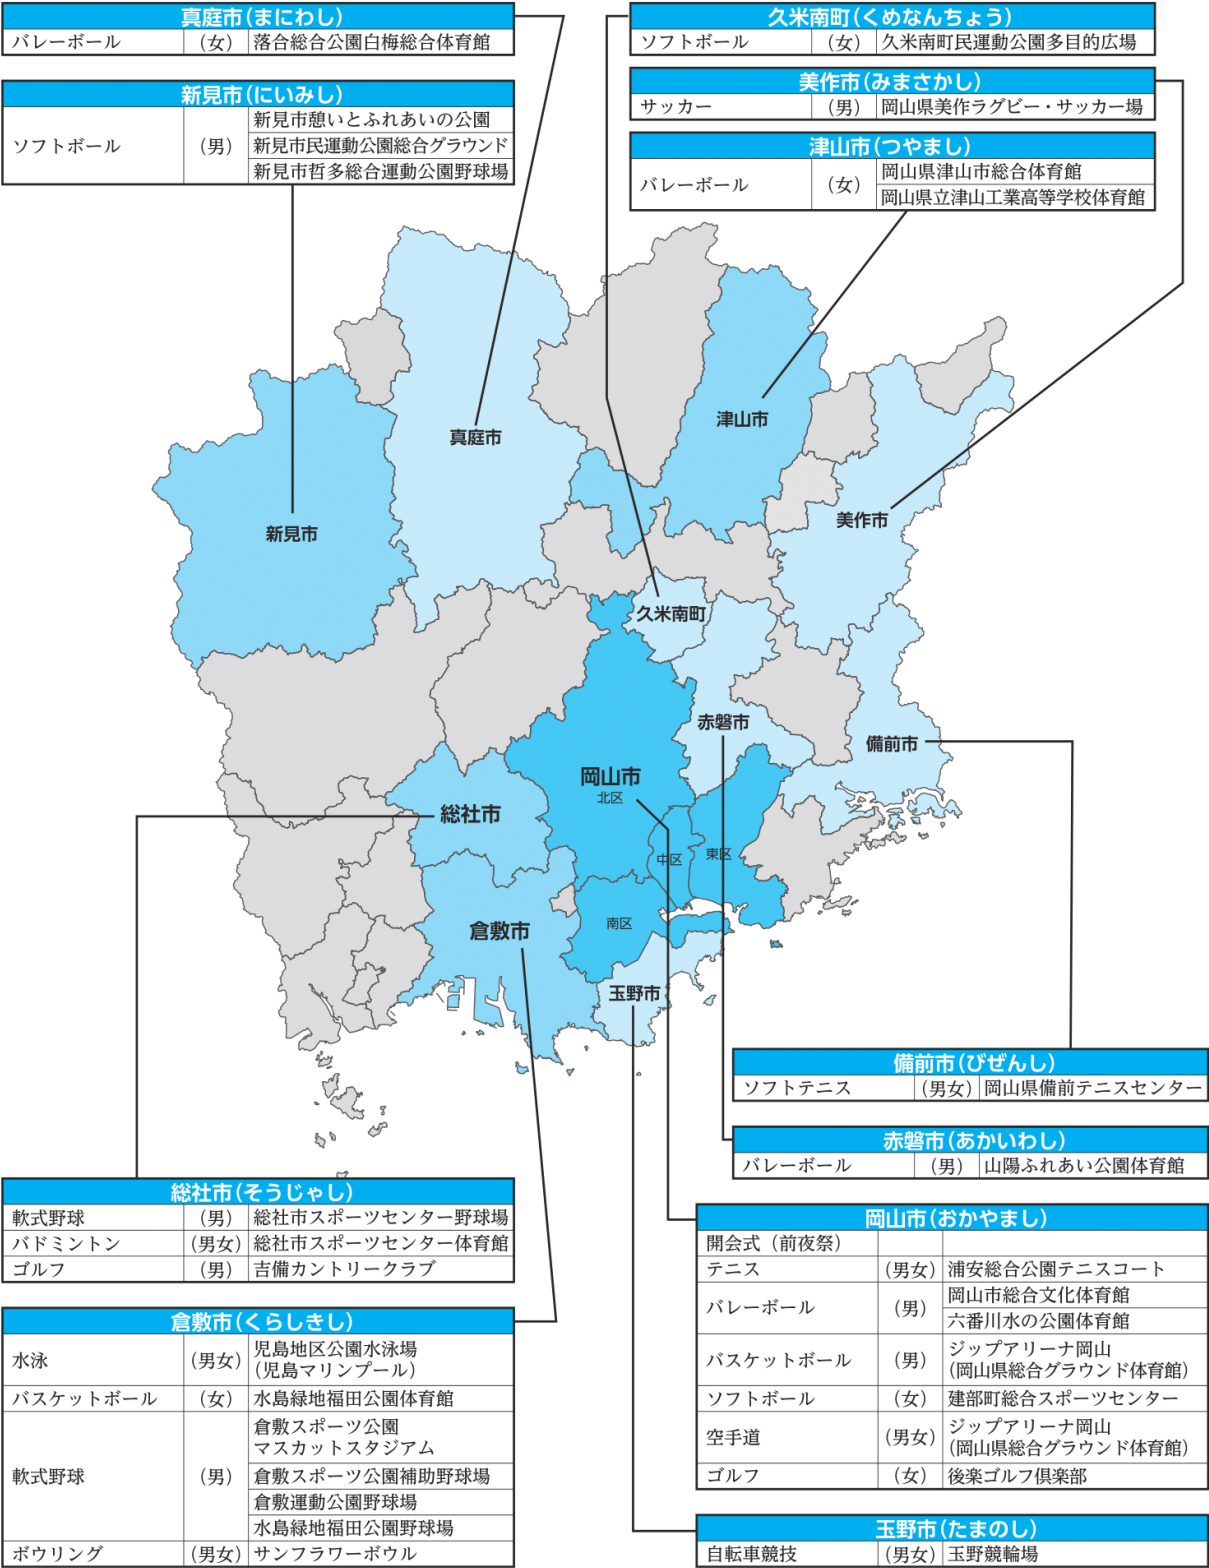 真庭市（まにわし）
バレーボール （女） 落合総合公園白梅総合体育館
新見市（にいみし）
ソフトボール （男） 新見市憩いとふれあいの公園
新見市民運動公園総合グラウンド
新見市哲多総合運動公園野球場
久米南町（くめなんちょう）
ソフトボール （女） 久米南町民運動公園多目的広場
美作市（みまさかし）
サッカー （男） 岡山県美作ラグビー・サッカー場
津山市（つやまし）
バレーボール （女） 岡山県津山市総合体育館
岡山県立津山工業高等学校体育館
津山市
真庭市
美作市
新見市
久米南町
赤磐市
備前市
岡山市
北区
総社市
中区
東区
南区
倉敷市
玉野市
備前市（びぜんし）
ソフトテニス （男女） 岡山県備前テニスセンター
赤磐市（あかいわし）
バレーボール （男） 山陽ふれあい公園体育館
総社市（そうじゃし）
軟式野球 （男） 総社市スポーツセンター野球場
バドミントン （男女） 総社市スポーツセンター体育館
ゴルフ （男） 吉備カントリークラブ
倉敷市（くらしきし）
水泳 （男女） 児島地区公園水泳場
（児島マリンプール）
バスケットボール （女） 水島緑地福田公園体育館
軟式野球 （男） 倉敷スポーツ公園
マスカットスタジアム
倉敷スポーツ公園補助野球場
倉敷運動公園野球場
水島緑地福田公園野球場
ボウリング （男女） サンフラワーボウル
岡山市（おかやまし）
開会式（前夜祭）
テニス （男女） 浦安総合公園テニスコート
バレーボール （男） 岡山市総合文化体育館
六番川水の公園体育館
バスケットボール （男） ジップアリーナ岡山
（岡山県総合グラウンド体育館）
ソフトボール （女） 建部町総合スポーツセンター
空手道 （男女） ジップアリーナ岡山
（岡山県総合グラウンド体育館）
ゴルフ （女） 後楽ゴルフ倶楽部
玉野市（たまのし）
自転車競技 （男女） 玉野競輪場